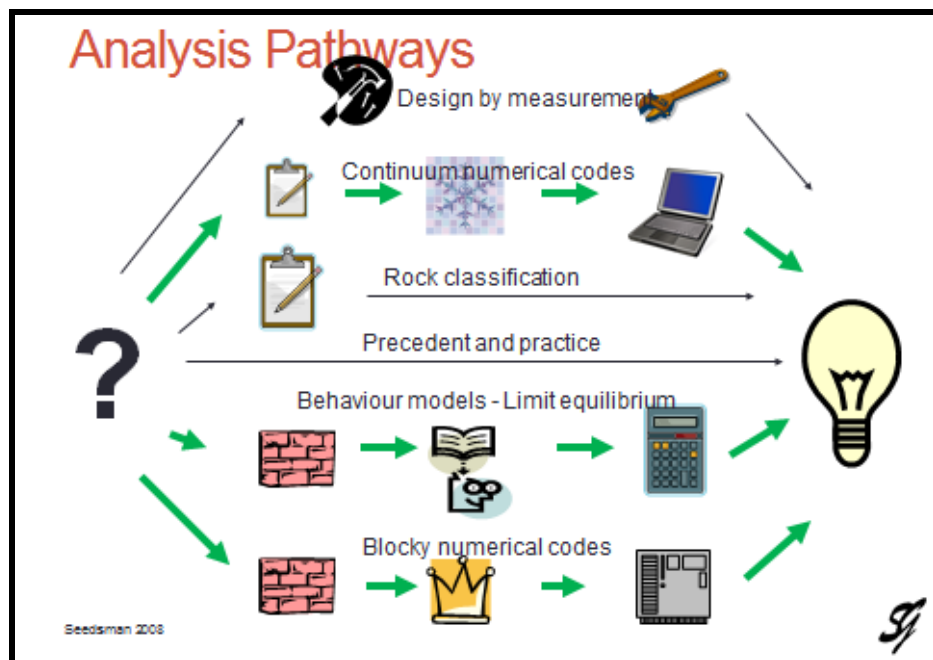 Analysis Pathways
Design by measurement
Continuum numerical codes
Rock classification
?
Precedent and practice
Behaviour models - Limit equilibrium
Blocky numerical codes
Seedsman 2008